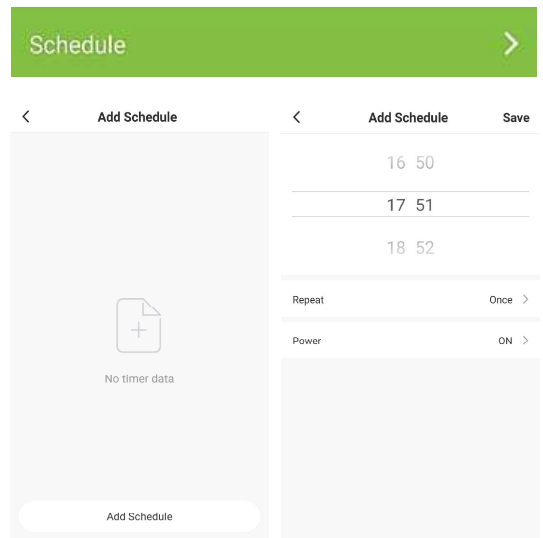 Schedule
Add Schedule
No timer data
Add Schedule
Add Schedule Save
16 50
17 51
18 52
Repeat Once
Power ON